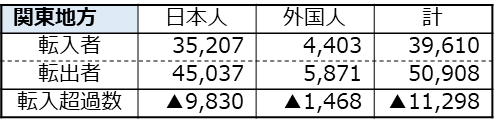 関東地方 日本人 外国人 計
転入者 35,207 4,403 39,610
転出者 45,037 5,871 50,908
転入超過数 ▲9,830 ▲1,468 ▲11,298